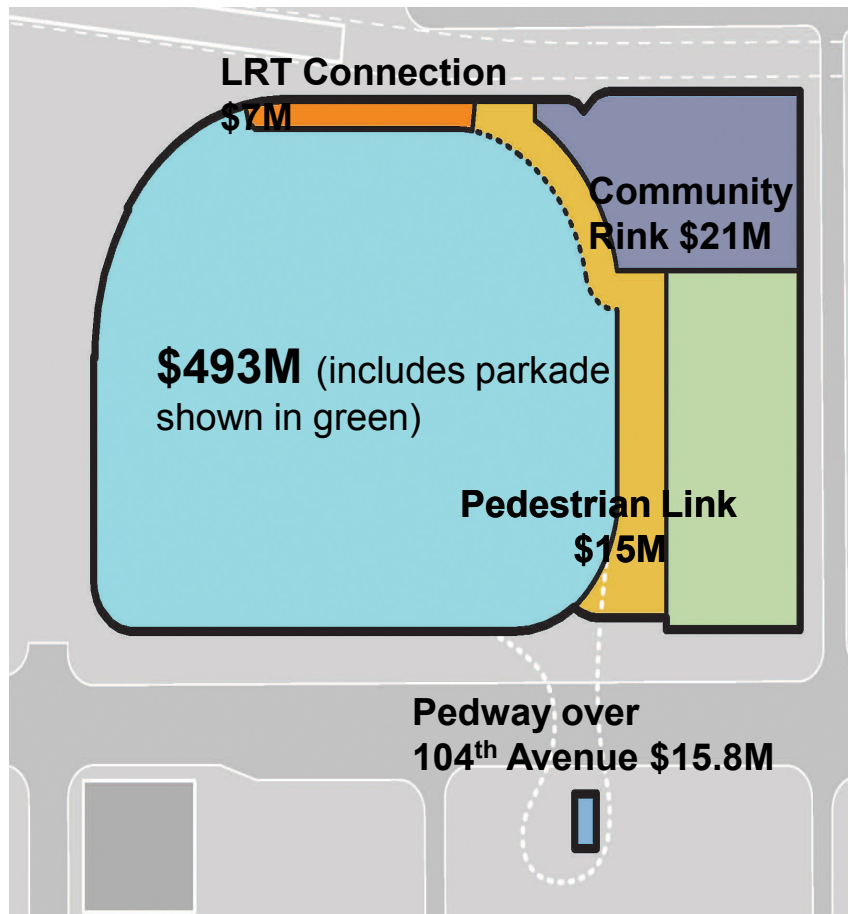 LRT Connection
$7M
Community
Rink $21M
$493M (includes parkade
shown in green)
Pedestrian Link
$15M
Pedway over
104th Avenue $15.8M